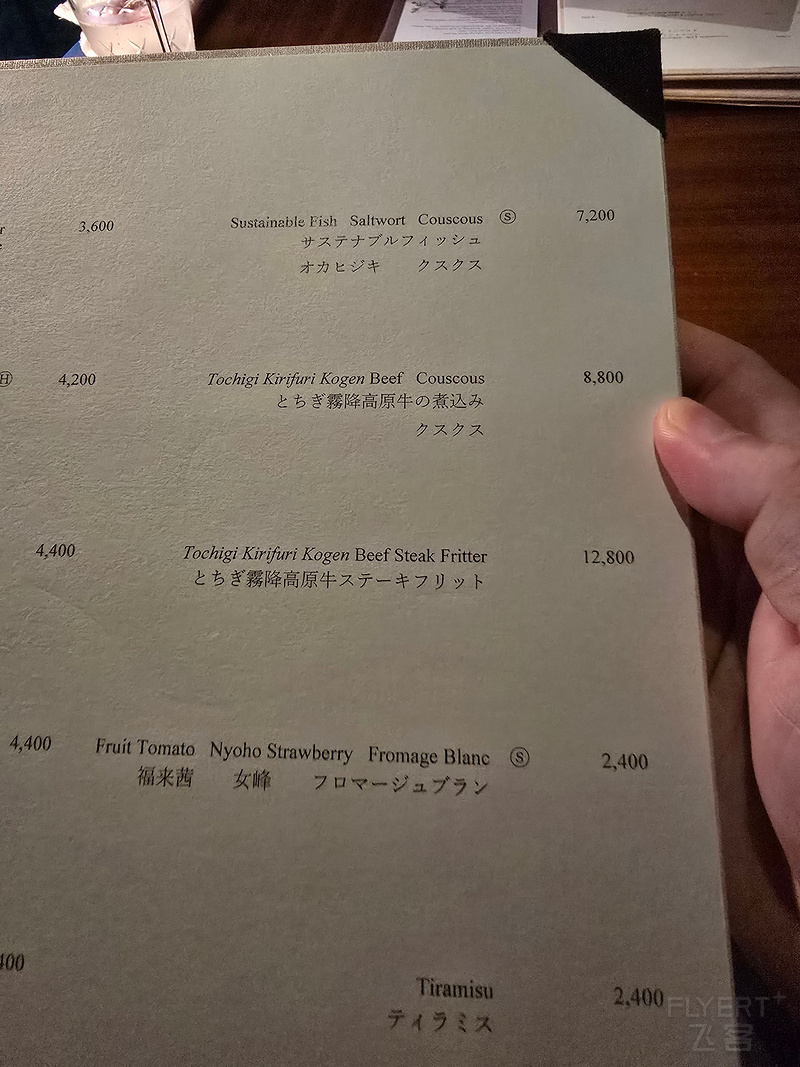 r
e
3,600
Sustainable Fish Saltwort Couscous Ⓢ 7,200
サステナブルフィッシュ
オカヒジキ クスクス
Ⓗ 4,200
Tochigi Kirifuri Kogen Beef Couscous 8,800
とちぎ霧降高原牛の煮込み
クスクス
4,400
Tochigi Kirifuri Kogen Beef Steak Fritter 12,800
とちぎ霧降高原牛ステーキフリット
4,400
Fruit Tomato Nyoho Strawberry Fromage Blanc Ⓢ 2,400
福来茜 女峰 フロマージュブラン
400
Tiramisu 2,400
ティラミス
FLYERT+
飞客